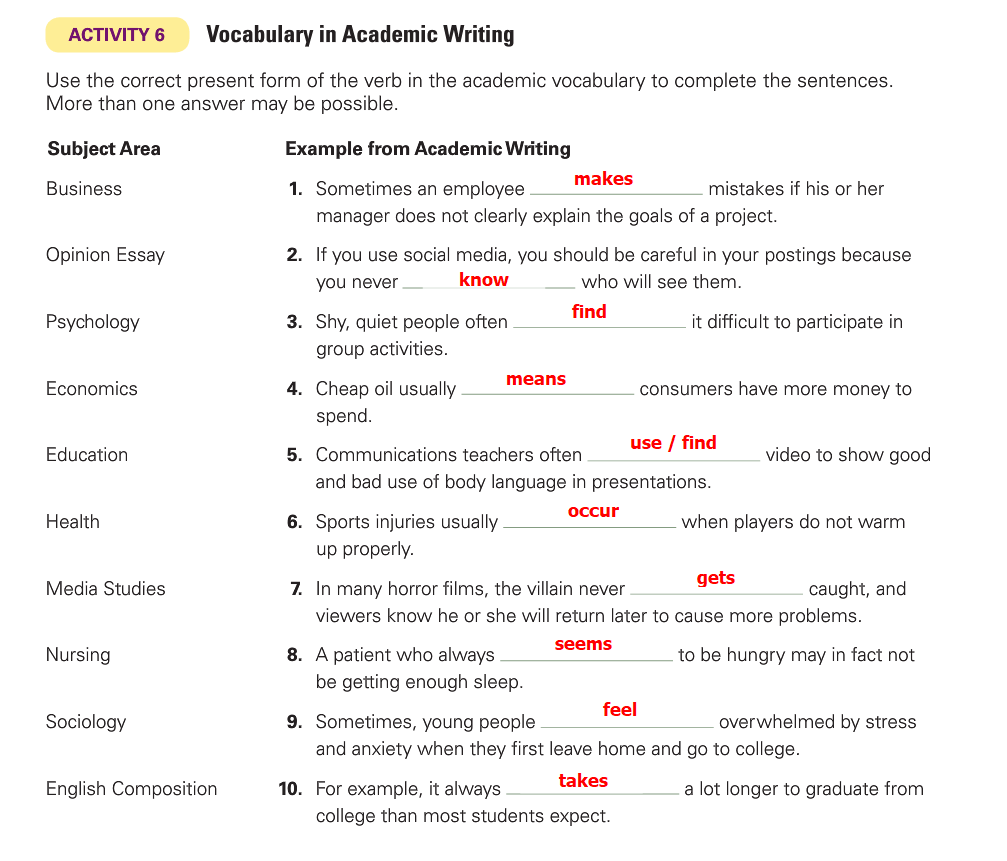 ACTIVITY 6 Vocabulary in Academic Writing
Use the correct present form of the verb in the academic vocabulary to complete the sentences.
More than one answer may be possible.
Subject Area Example from Academic Writing
Business 1. Sometimes an employee makes mistakes if his or her
manager does not clearly explain the goals of a project.
Opinion Essay 2. If you use social media, you should be careful in your postings because
you never know who will see them.
Psychology 3. Shy, quiet people often find it difficult to participate in
group activities.
Economics 4. Cheap oil usually means consumers have more money to
spend.
Education 5. Communications teachers often use / find video to show good
and bad use of body language in presentations.
Health 6. Sports injuries usually occur when players do not warm
up properly.
Media Studies 7. In many horror films, the villain never gets caught, and
viewers know he or she will return later to cause more problems.
Nursing 8. A patient who always seems to be hungry may in fact not
be getting enough sleep.
Sociology 9. Sometimes, young people feel overwhelmed by stress
and anxiety when they first leave home and go to college.
English Composition 10. For example, it always takes a lot longer to graduate from
college than most students expect.